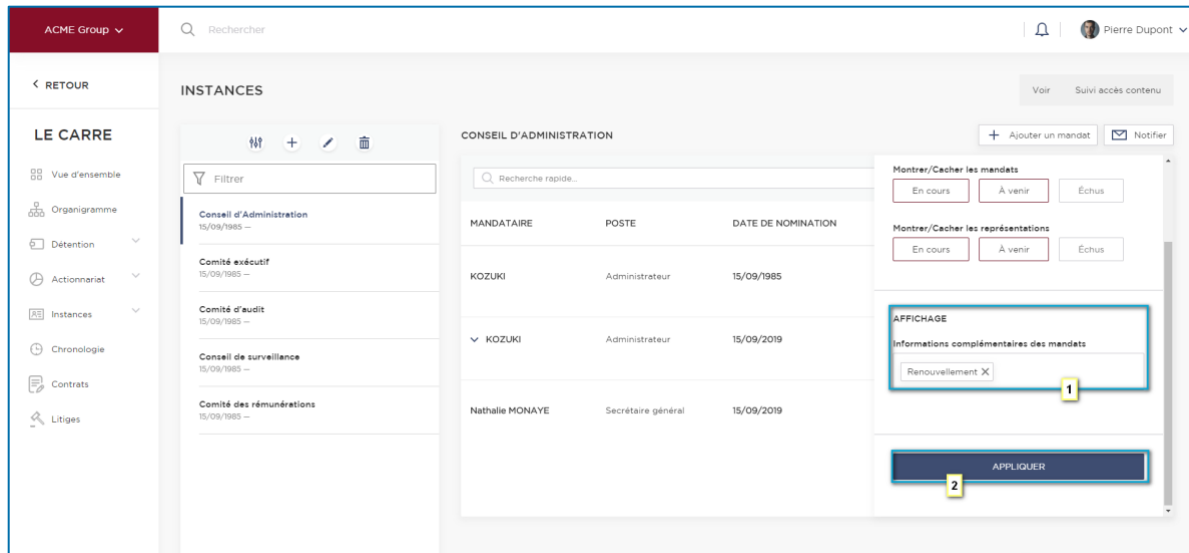 ACME Group
Rechercher
Pierre Dupont
RETOUR
INSTANCES
Voir
Suivi accès contenu
LE CARRE
Vue d'ensemble
Organigramme
Détention
Actionnariat
Instances
Chronologie
Contrats
Litiges
Filtrer
Conseil d'Administration
15/09/1985 —
Comité exécutif
15/09/1985 —
Comité d'audit
15/09/1985 —
Conseil de surveillance
15/09/1985 —
Comité des rémunérations
15/09/1985 —
CONSEIL D'ADMINISTRATION
Ajouter un mandat
Notifier
Recherche rapide...
MANDATAIRE POSTE DATE DE NOMINATION
KOZUKI Administrateur 15/09/1985
KOZUKI Administrateur 15/09/2019
Nathalie MONAYE Secrétaire général 15/09/2019
Montrer/Cacher les mandats
En cours À venir Échus
Montrer/Cacher les représentations
En cours À venir Échus
AFFICHAGE
Informations complémentaires des mandats
Renouvellement X
1
APPLIQUER
2